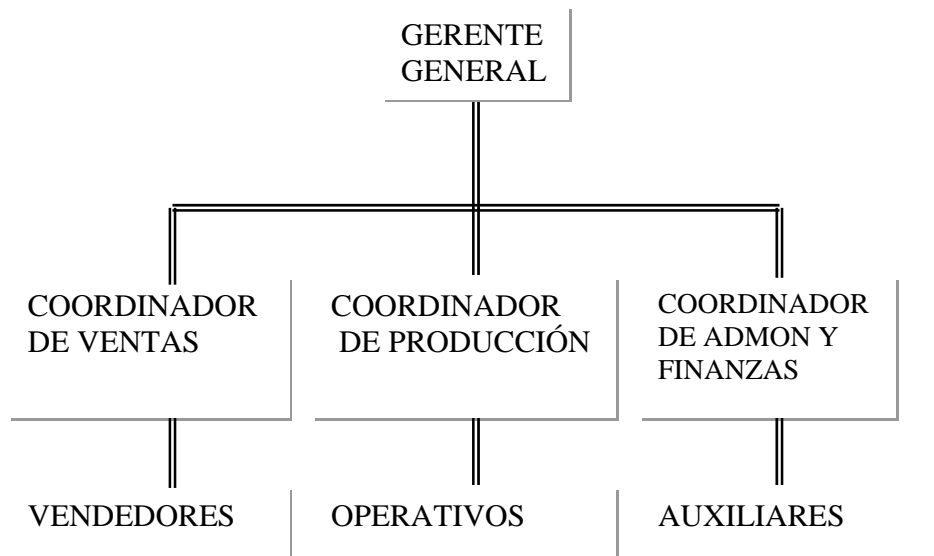 GERENTE
GENERAL
COORDINADOR
DE VENTAS
COORDINADOR
DE PRODUCCIÓN
COORDINADOR
DE ADMON Y
FINANZAS
VENDEDORES
OPERATIVOS
AUXILIARES